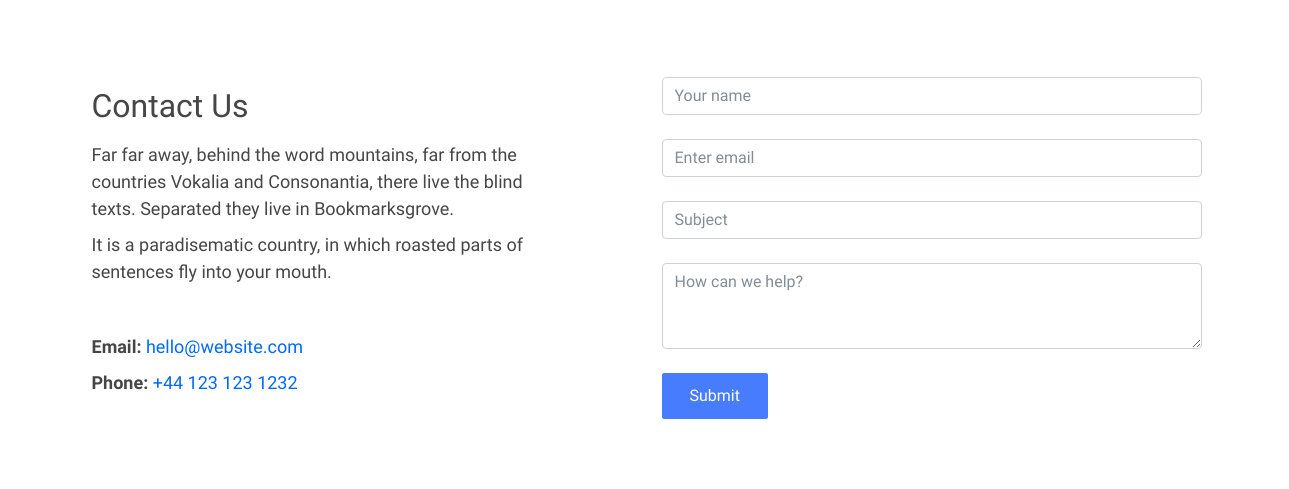 Contact Us
Far far away, behind the word mountains, far from the
countries Vokalia and Consonantia, there live the blind
texts. Separated they live in Bookmarksgrove.
It is a paradisematic country, in which roasted parts of
sentences fly into your mouth.
Email: hello@website.com
Phone: +44 123 123 1232
Your name
Enter email
Subject
How can we help?
Submit